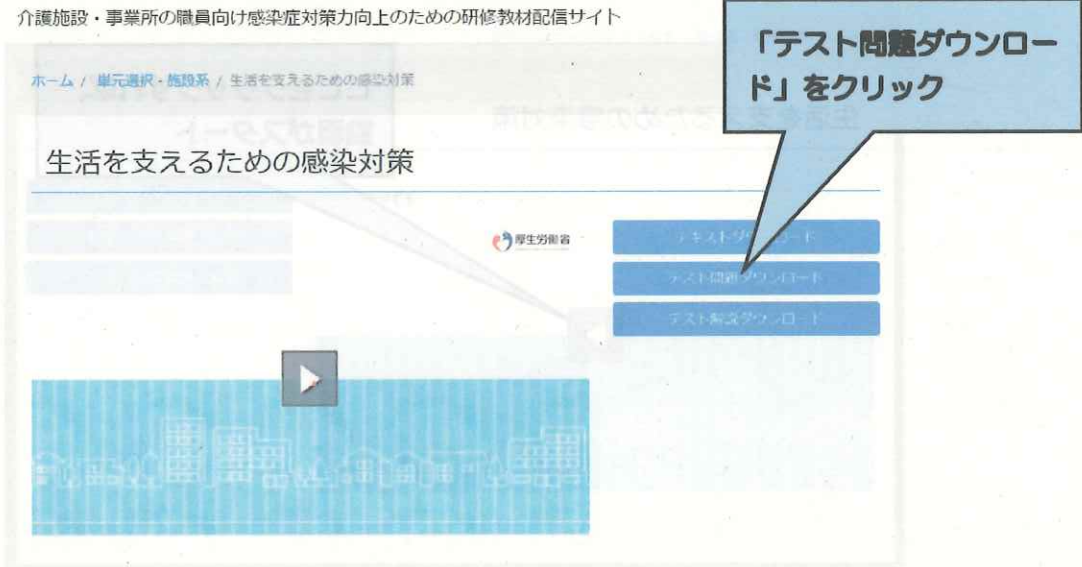 介護施設・事業所の職員向け感染症対策力向上のための研修教材配信サイト
「テスト問題ダウンロー
ド」をクリック
ホーム / 単元選択・施設系 / 生活を支えるための感染対策
生活を支えるための感染対策
厚生労働省
テキストダウンロード
テスト問題ダウンロード
テスト解説ダウンロード